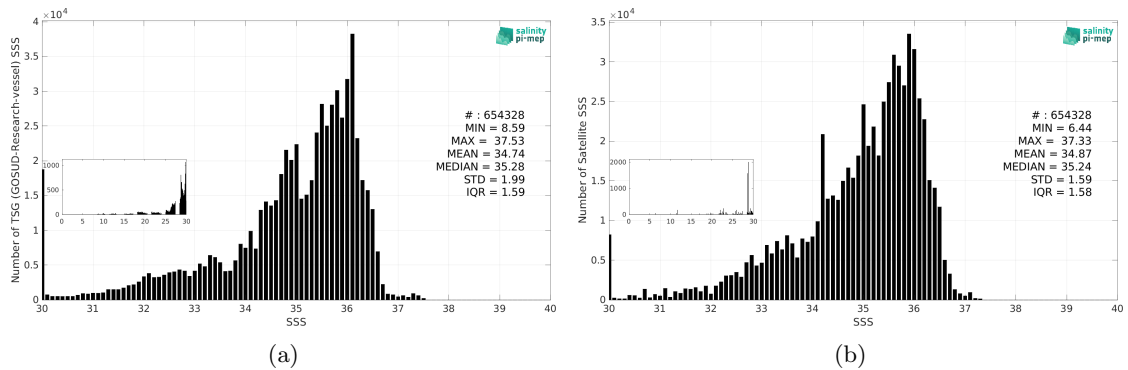 ×10⁴
4
3.5
3
2.5
2
1.5
1
0.5
0
Number of TSG (GOSUD-Research-vessel) SSS
salinity
pi-mep
# : 654328
MIN = 8.59
MAX = 37.53
MEAN = 34.74
MEDIAN = 35.28
STD = 1.99
IQR = 1.59
1000
500
0
0 5 10 15 20 25 30
30 31 32 33 34 35 36 37 38 39 40
SSS
(a)
×10⁴
3.5
3
2.5
2
1.5
1
0.5
0
Number of Satellite SSS
salinity
pi-mep
# : 654328
MIN = 6.44
MAX = 37.33
MEAN = 34.87
MEDIAN = 35.24
STD = 1.59
IQR = 1.58
2000
1000
0
0 5 10 15 20 25 30
30 31 32 33 34 35 36 37 38 39 40
SSS
(b)